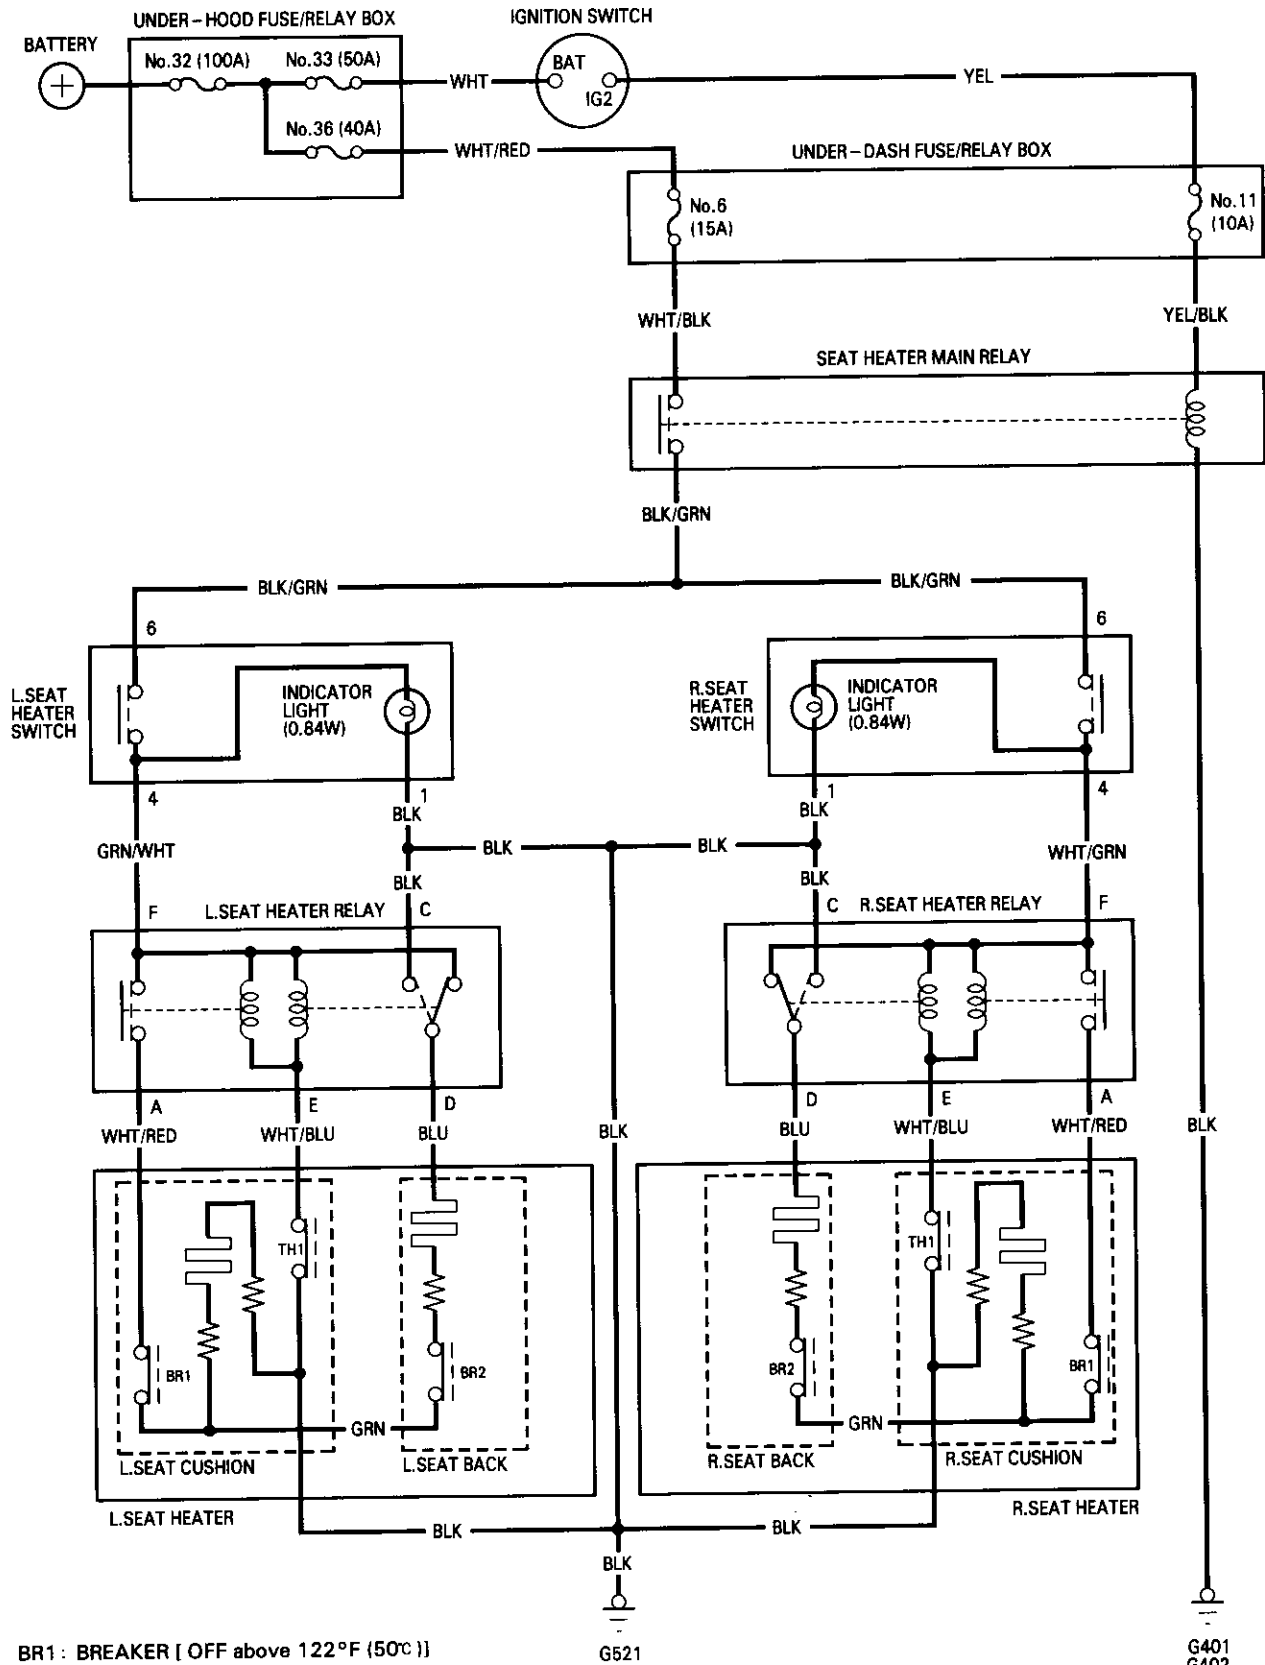 UNDER-HOOD FUSE/RELAY BOX
IGNITION SWITCH
BATTERY
No.32 (100A)
No.33 (50A)
WHT
BAT
IG2
YEL
No.36 (40A)
WHT/RED
UNDER-DASH FUSE/RELAY BOX
No.6
(15A)
No.11
(10A)
WHT/BLK
YEL/BLK
SEAT HEATER MAIN RELAY
BLK/GRN
BLK/GRN
BLK/GRN
6
6
L.SEAT
HEATER
SWITCH
INDICATOR
LIGHT
(0.84W)
R.SEAT
HEATER
SWITCH
INDICATOR
LIGHT
(0.84W)
4
1
1
4
BLK
BLK
GRN/WHT
BLK
BLK
WHT/GRN
BLK
BLK
F
L.SEAT HEATER RELAY
C
C
R.SEAT HEATER RELAY
F
A
E
D
D
E
A
WHT/RED
WHT/BLU
BLU
BLK
BLU
WHT/BLU
WHT/RED
BLK
TH1
TH1
BR1
BR2
BR2
BR1
GRN
GRN
L.SEAT CUSHION
L.SEAT BACK
R.SEAT BACK
R.SEAT CUSHION
L.SEAT HEATER
R.SEAT HEATER
BLK
BLK
BLK
BR1: BREAKER [OFF above 122°F (50℃)]
G521
G401
G402